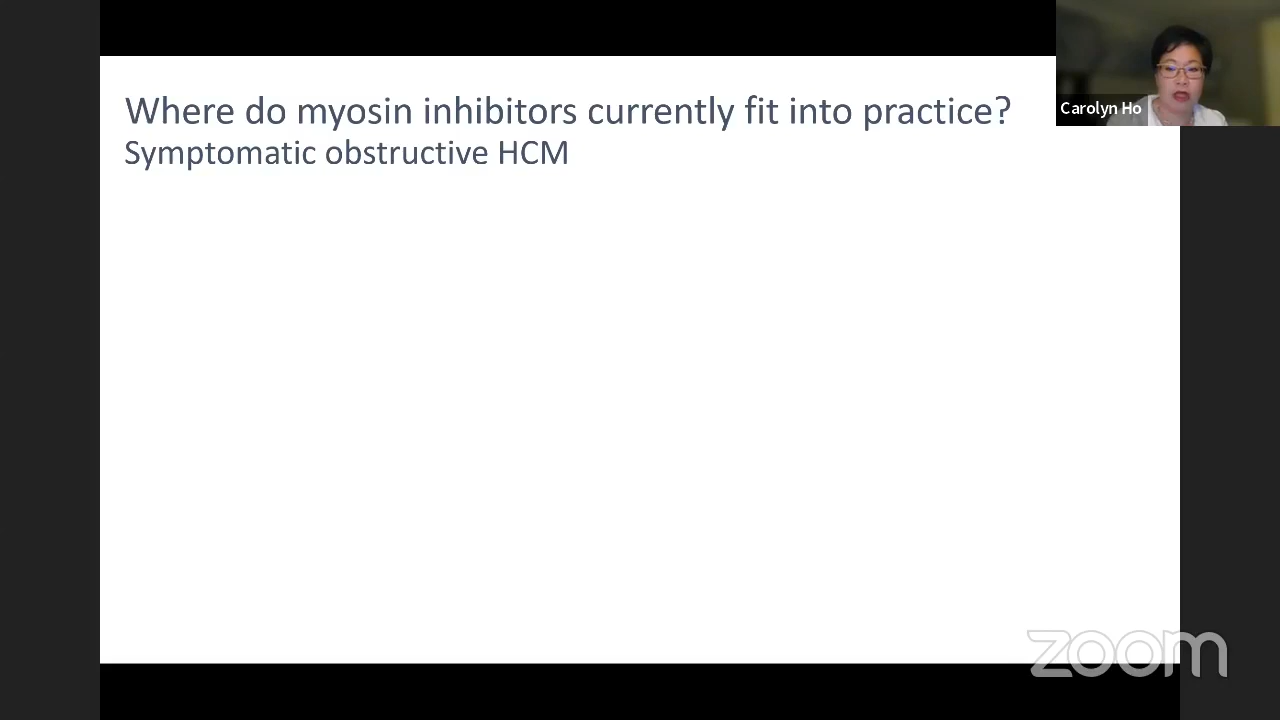 Where do myosin inhibitors currently fit into practice?
Symptomatic obstructive HCM
Carolyn Ho
zoom